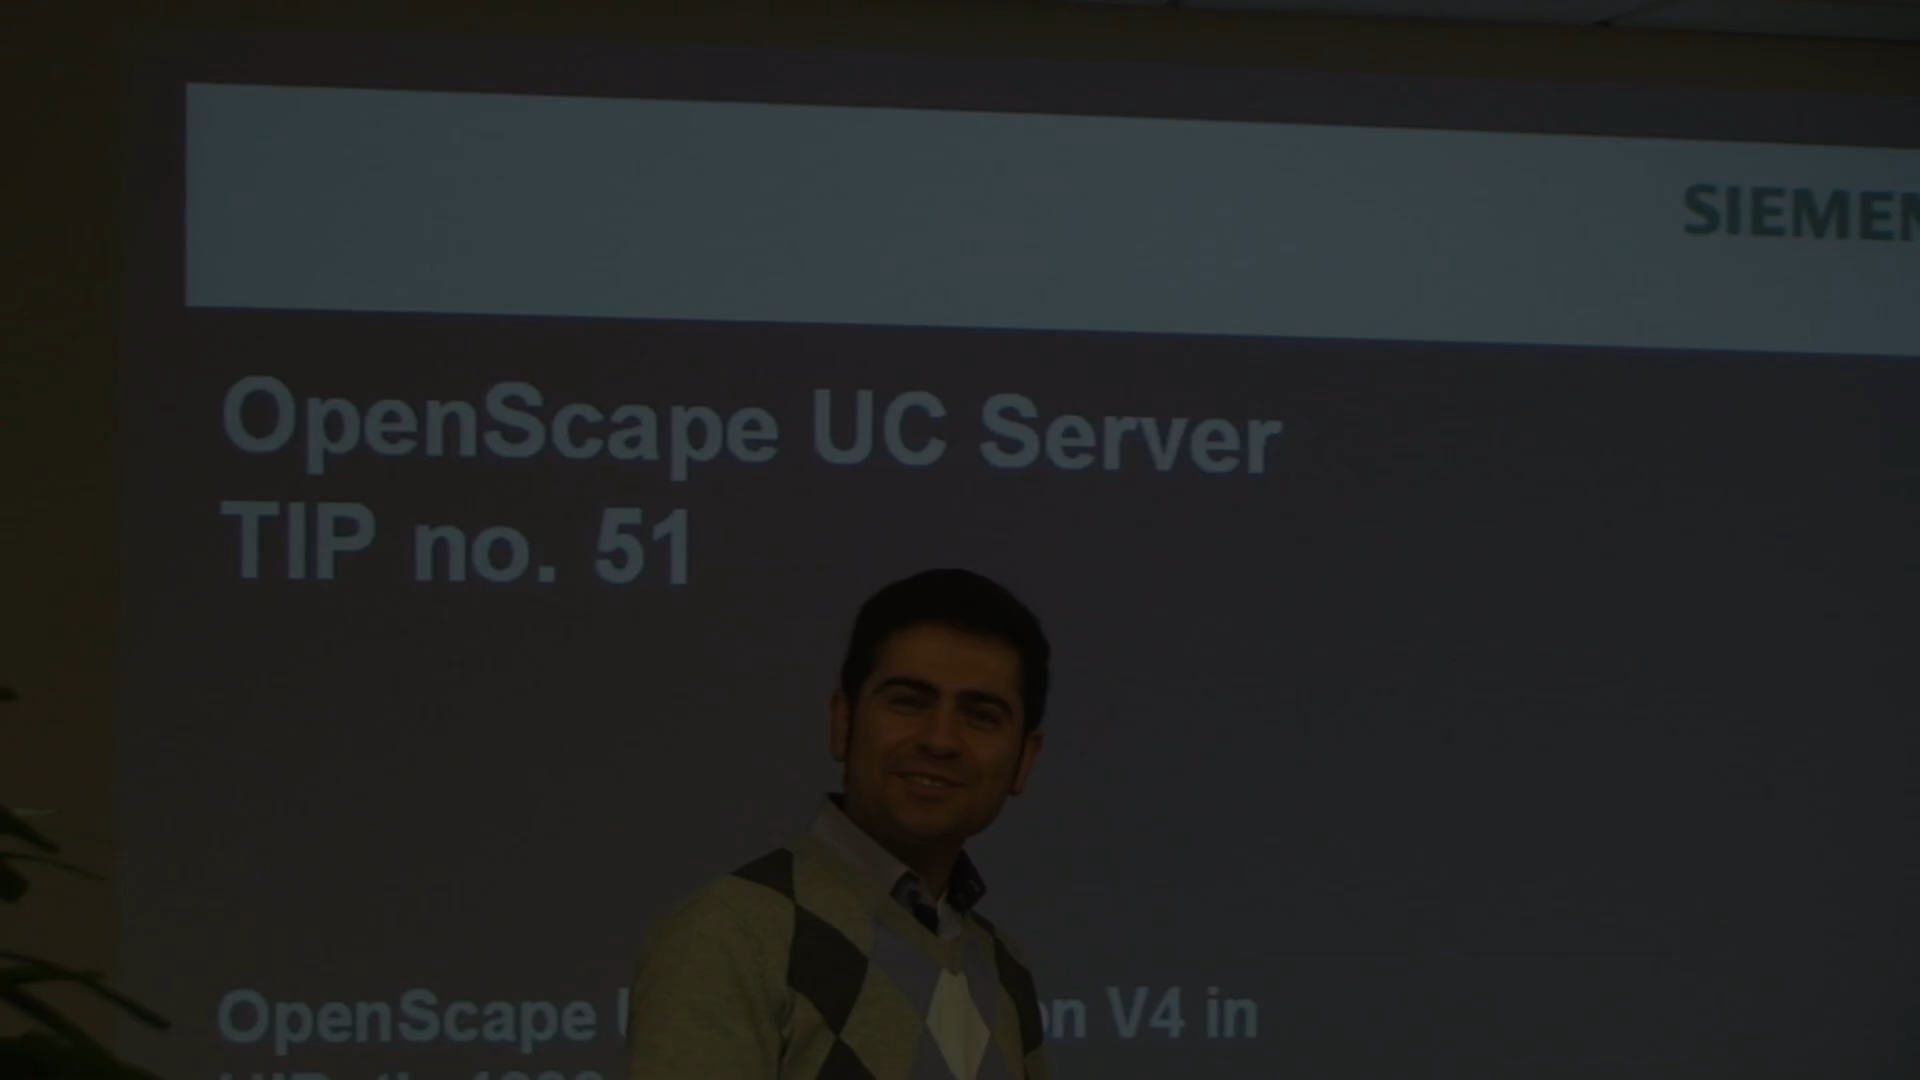 SIEMEN
OpenScape UC Server
TIP no. 51
OpenScape on V4 in